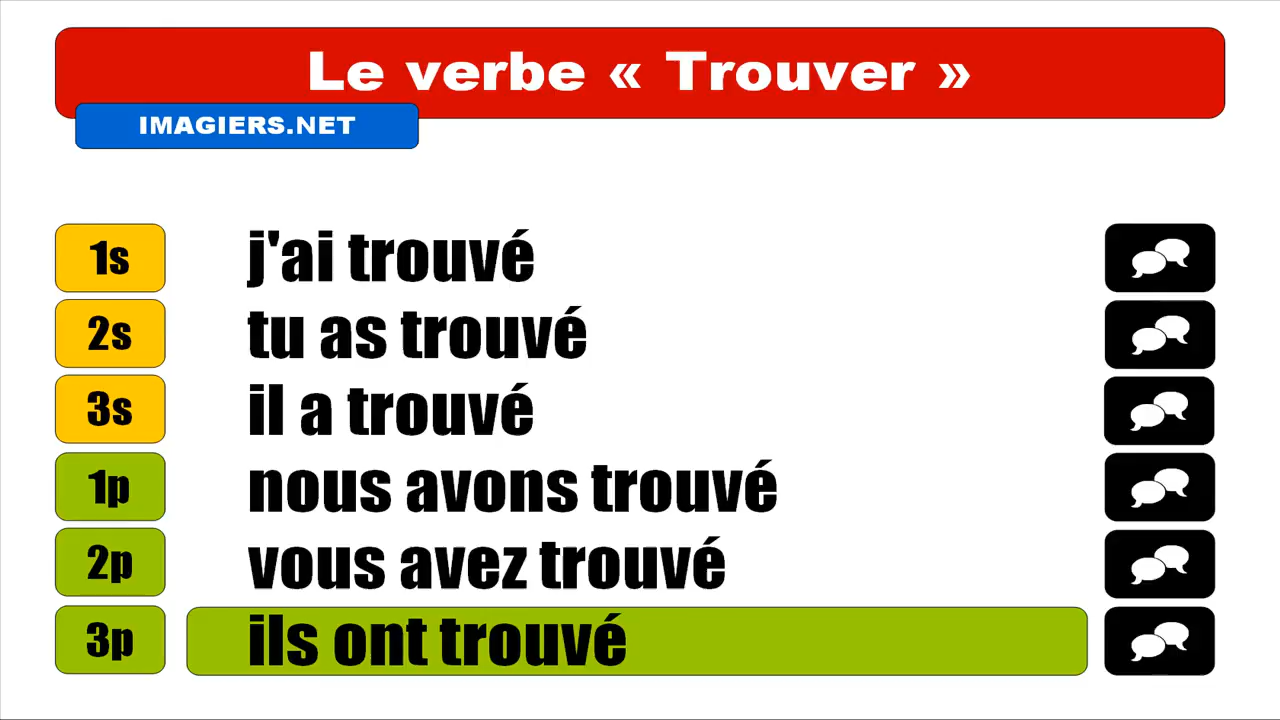 Le verbe « Trouver »
IMAGIERS.NET
1s j'ai trouvé
2s tu as trouvé
3s il a trouvé
1p nous avons trouvé
2p vous avez trouvé
3p ils ont trouvé